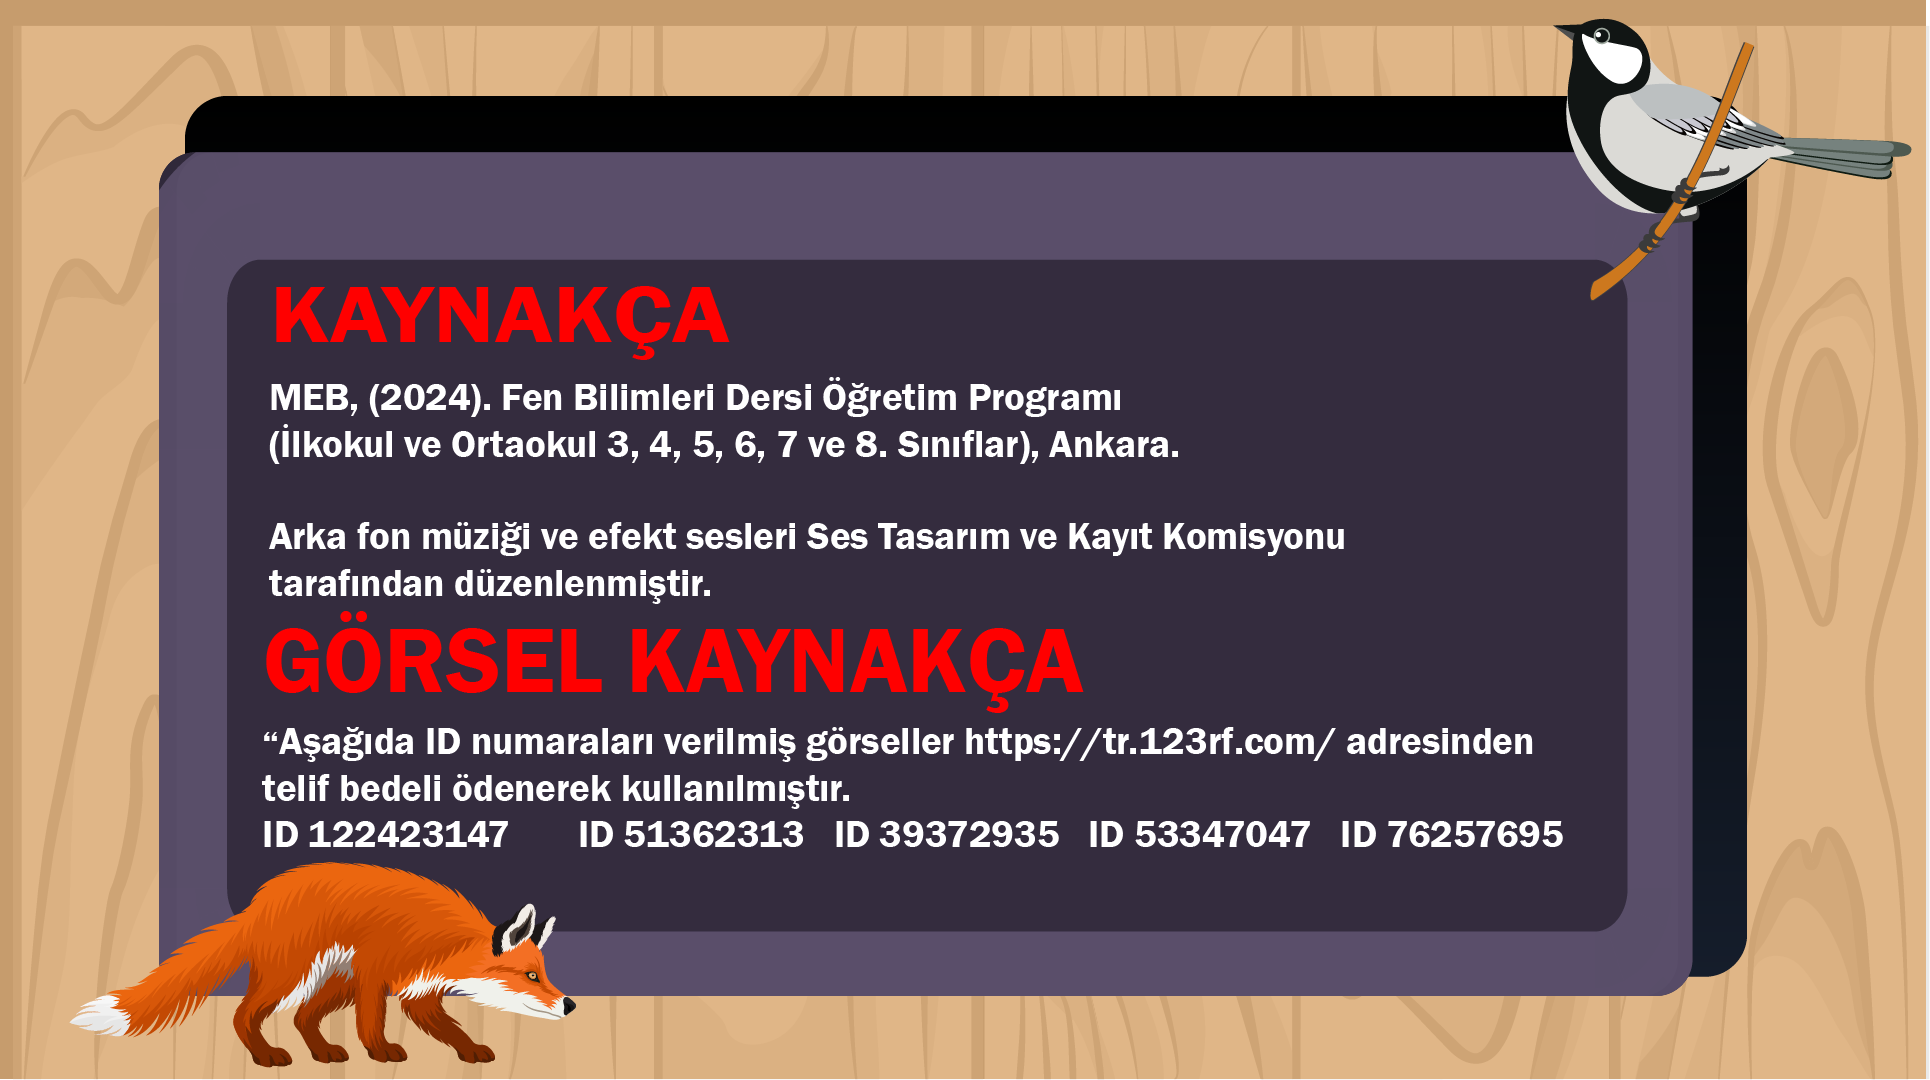 KAYNAKÇA
MEB, (2024). Fen Bilimleri Dersi Öğretim Programı
(İlkokul ve Ortaokul 3, 4, 5, 6, 7 ve 8. Sınıflar), Ankara.
Arka fon müziği ve efekt sesleri Ses Tasarım ve Kayıt Komisyonu
tarafından düzenlenmiştir.
GÖRSEL KAYNAKÇA
“Aşağıda ID numaraları verilmiş görseller https://tr.123rf.com/ adresinden
telif bedeli ödenerek kullanılmıştır.
ID 122423147 ID 51362313 ID 39372935 ID 53347047 ID 76257695